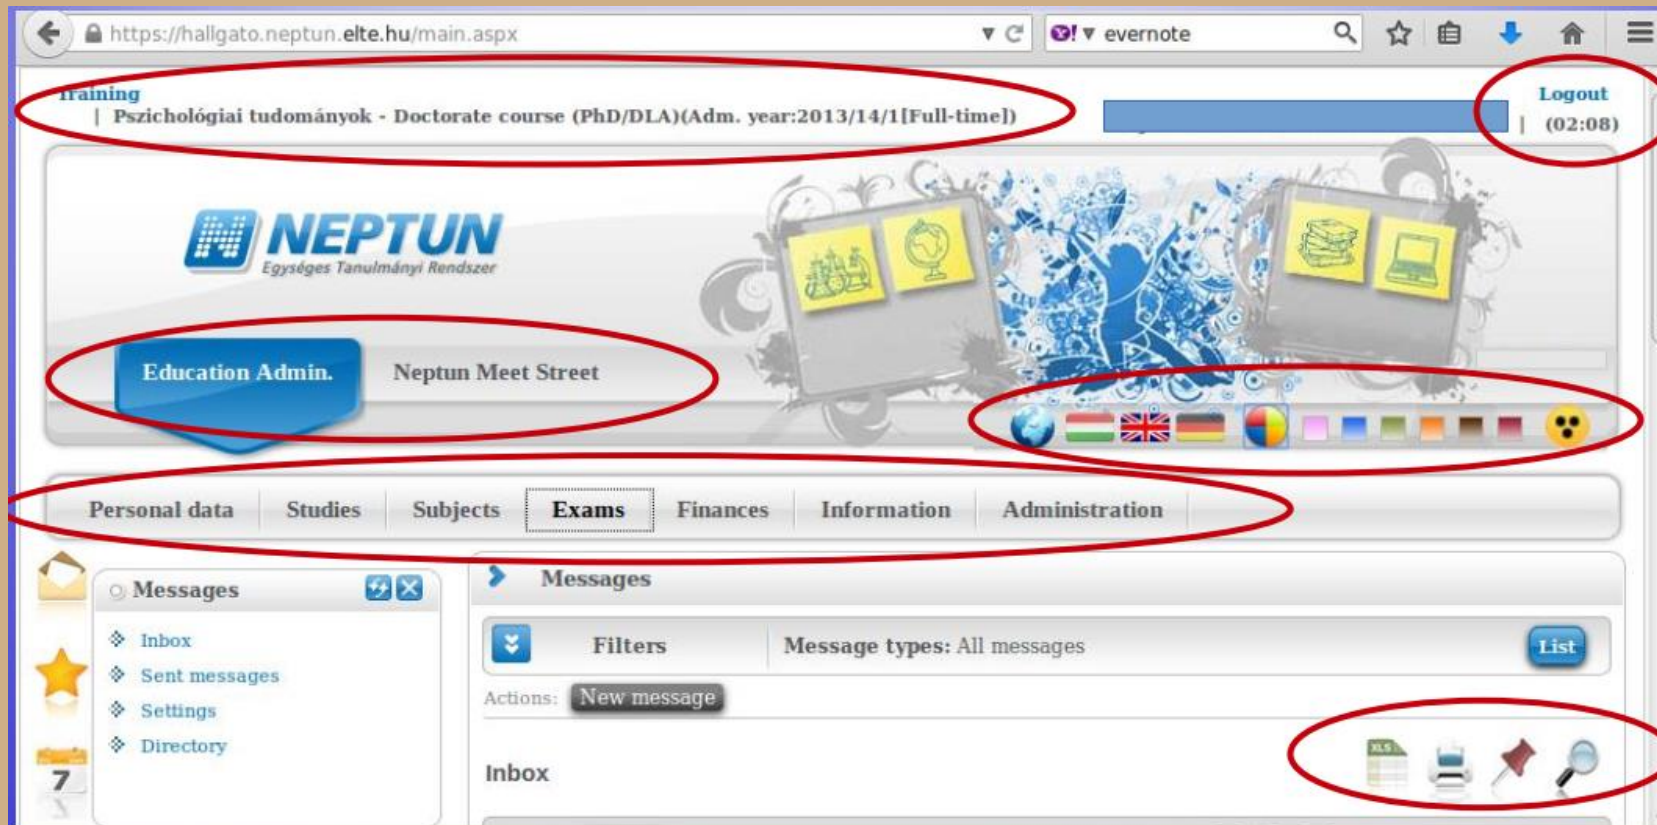 https://hallgato.neptun.elte.hu/main.aspx
Y! evernote
Training
| Pszichológiai tudományok - Doctorate course (PhD/DLA)(Adm. year:2013/14/1[Full-time])
Logout
| (02:08)
NEPTUN
Egységes Tanulmányi Rendszer
Education Admin.
Neptun Meet Street
Personal data
Studies
Subjects
Exams
Finances
Information
Administration
Messages
Inbox
Sent messages
Settings
Directory
7
Messages
Filters
Message types: All messages
List
Actions: New message
XLS
Inbox